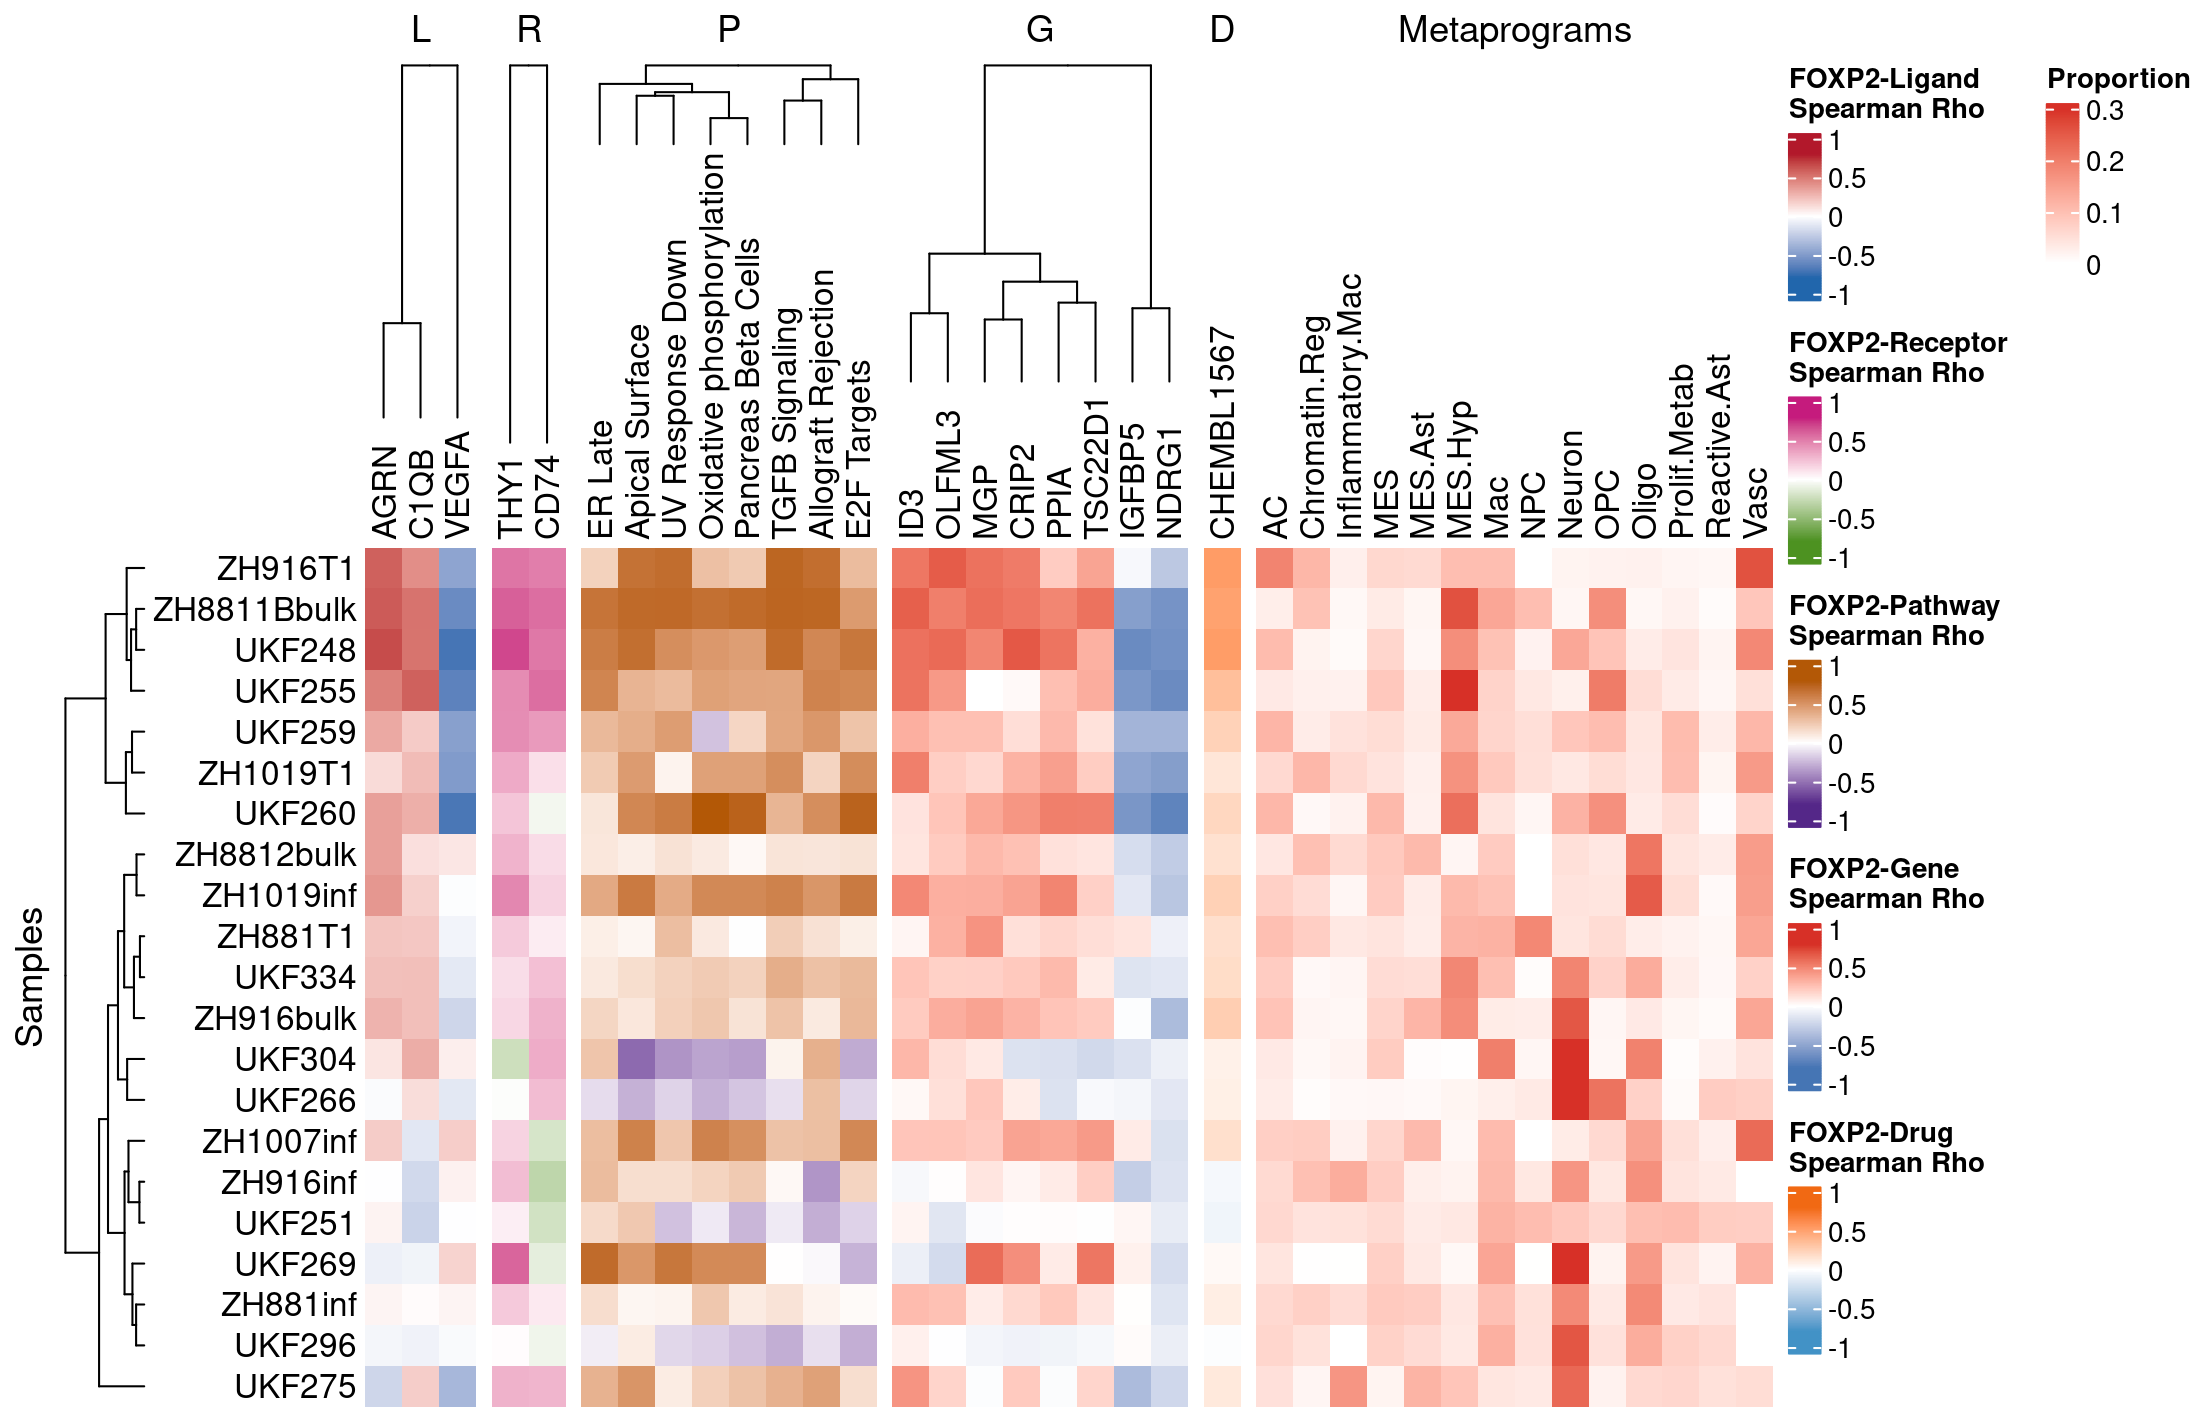 L R P G D Metaprograms
AGRN
C1QB
VEGFA
THY1
CD74
ER Late
Apical Surface
UV Response Down
Oxidative phosphorylation
Pancreas Beta Cells
TGFB Signaling
Allograft Rejection
E2F Targets
ID3
OLFML3
MGP
CRIP2
PPIA
TSC22D1
IGFBP5
NDRG1
CHEMBL1567
AC
Chromatin.Reg
Inflammatory.Mac
MES
MES.Ast
MES.Hyp
Mac
NPC
Neuron
OPC
Oligo
Prolif.Metab
Reactive.Ast
Vasc
Samples
ZH916T1
ZH8811Bbulk
UKF248
UKF255
UKF259
ZH1019T1
UKF260
ZH8812bulk
ZH1019inf
ZH881T1
UKF334
ZH916bulk
UKF304
UKF266
ZH1007inf
ZH916inf
UKF251
UKF269
ZH881inf
UKF296
UKF275
FOXP2-Ligand
Spearman Rho
1
0.5
0
-0.5
-1
FOXP2-Receptor
Spearman Rho
1
0.5
0
-0.5
-1
FOXP2-Pathway
Spearman Rho
1
0.5
0
-0.5
-1
FOXP2-Gene
Spearman Rho
1
0.5
0
-0.5
-1
FOXP2-Drug
Spearman Rho
1
0.5
0
-0.5
-1
Proportion
0.3
0.2
0.1
0